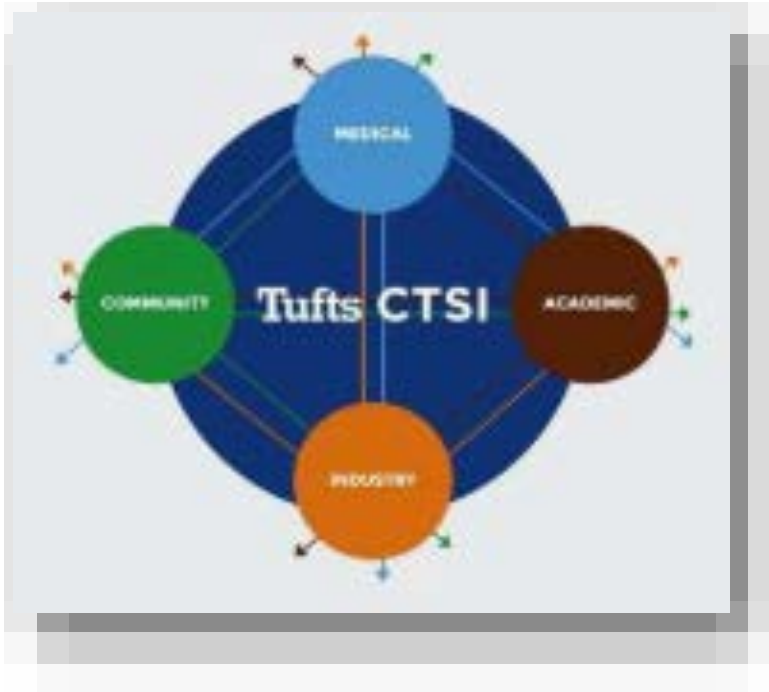 MEDICAL
COMMUNITY
Tufts CTSI
ACADEMIC
INDUSTRY